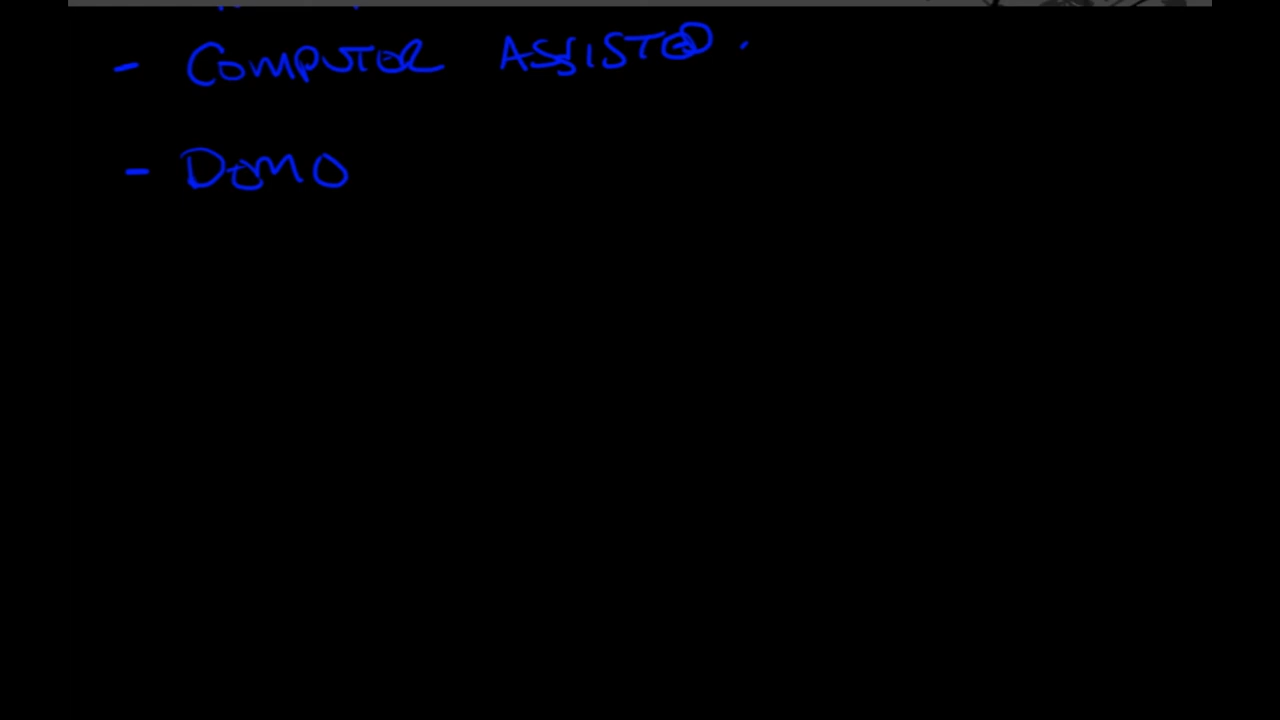 - COMPUTER ASSISTED.
- DEMO